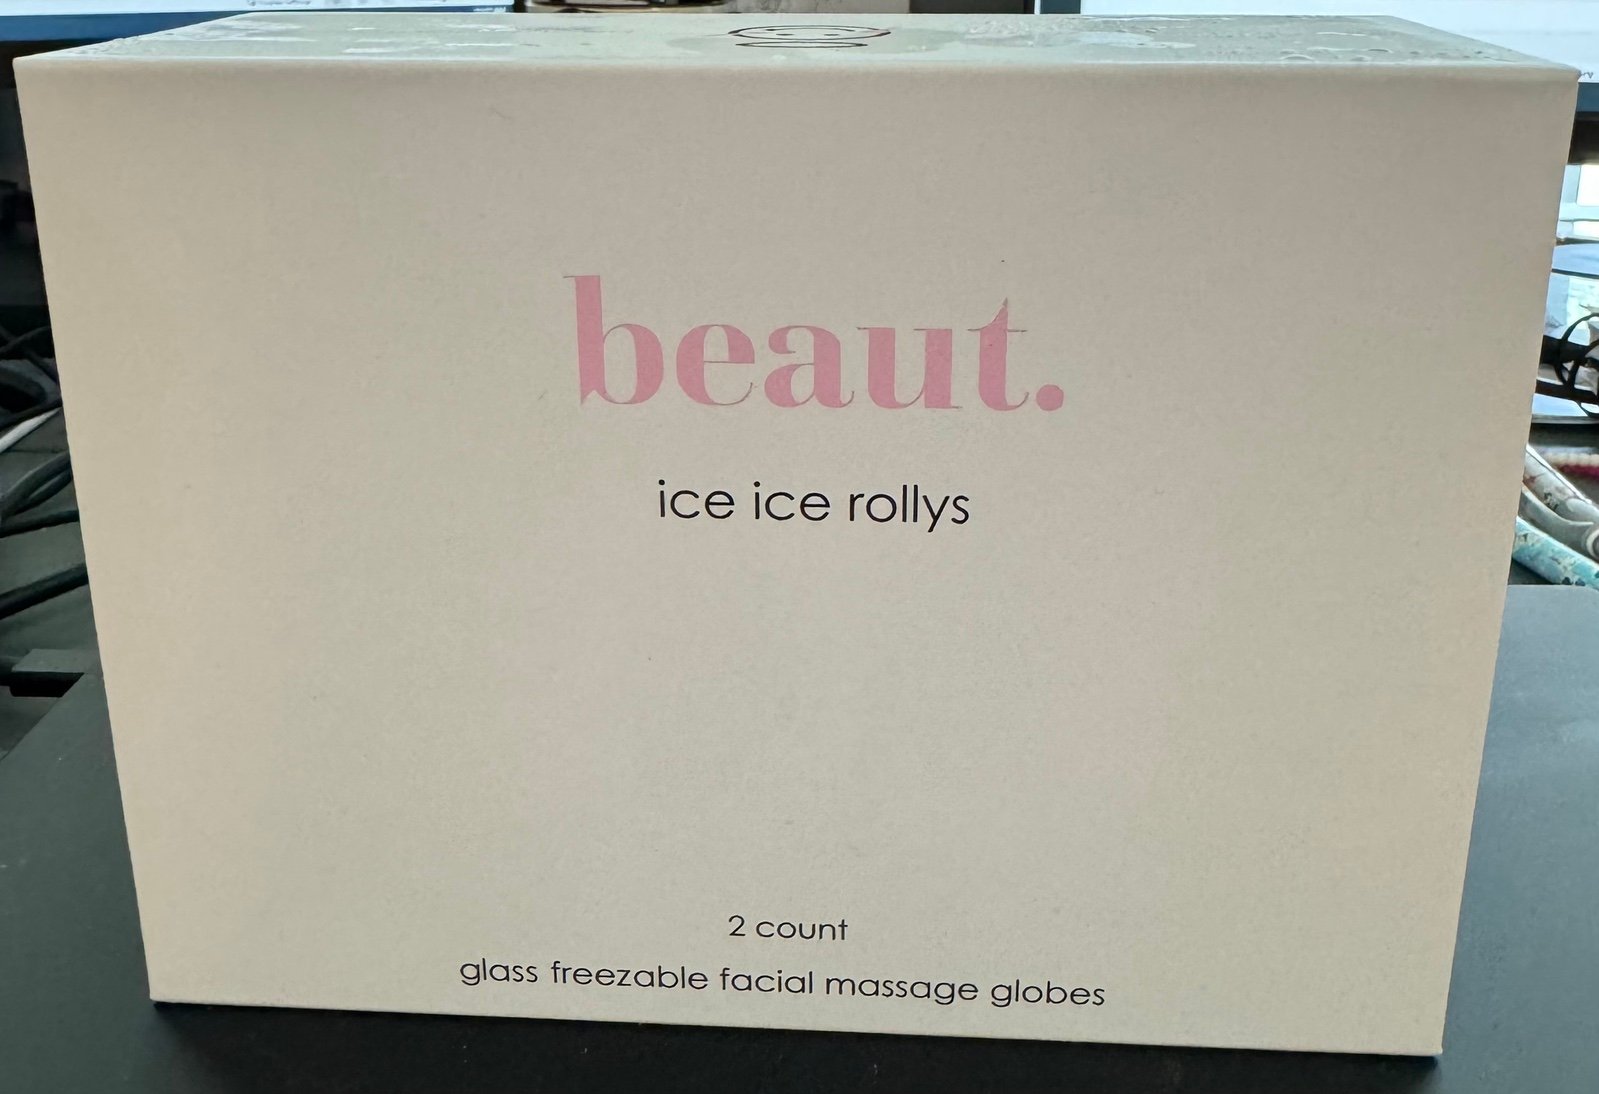 beaut.
ice ice rollys
2 count
glass freezable facial massage globes